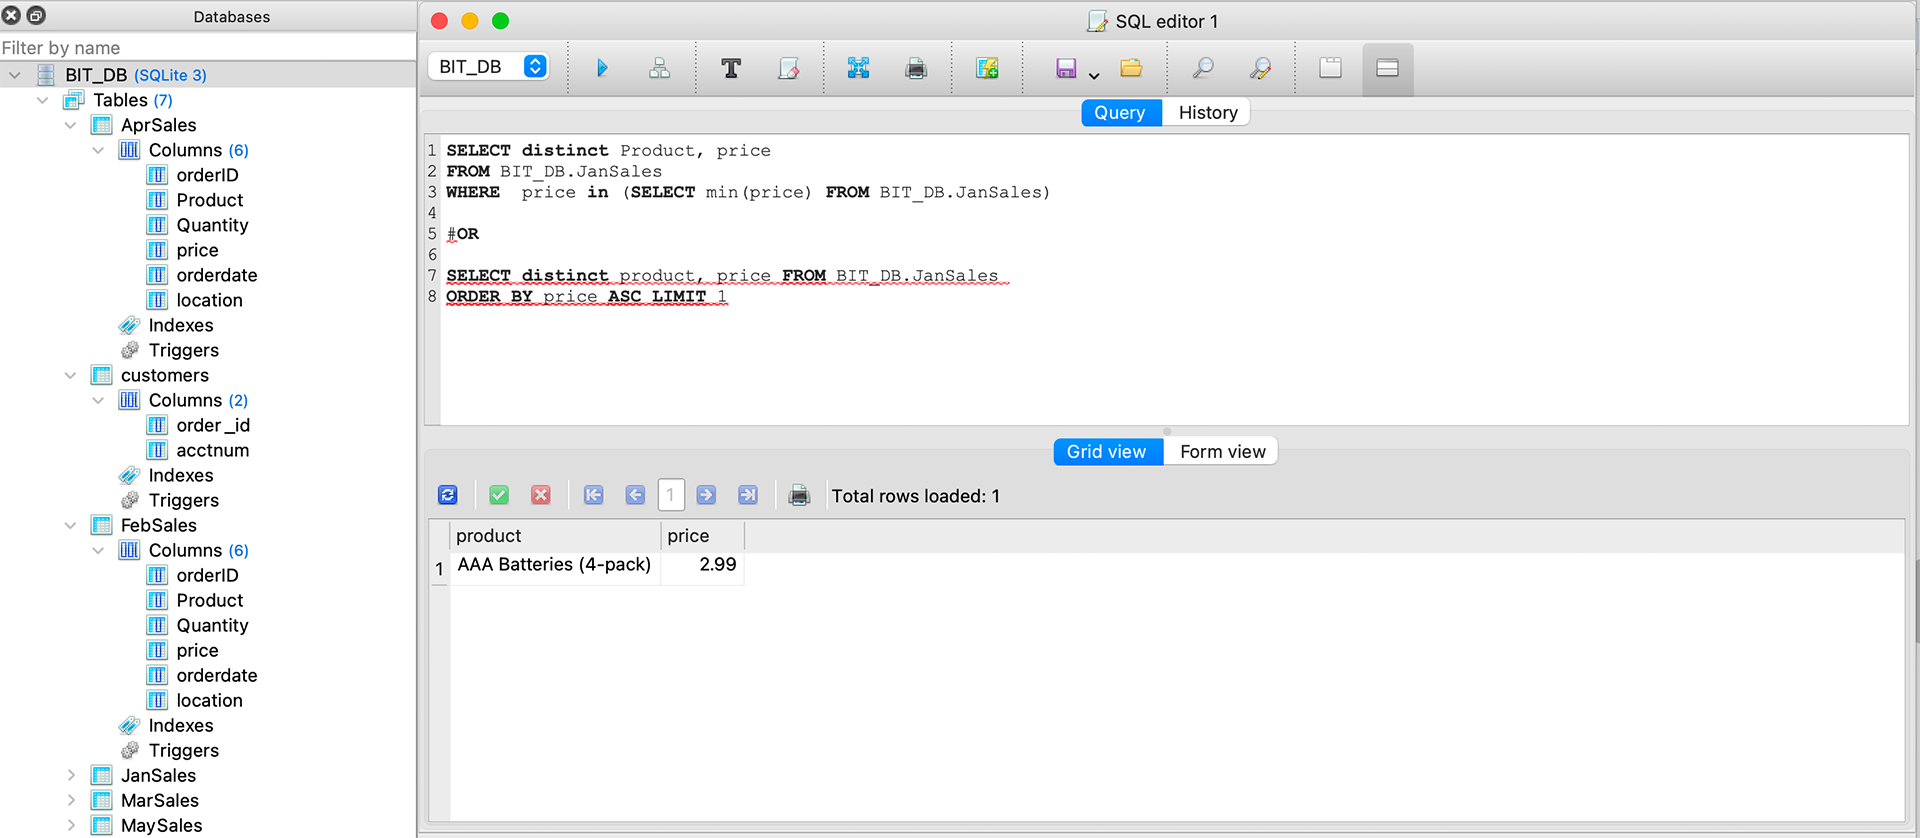 Databases
Filter by name
BIT_DB (SQLite 3)
Tables (7)
AprSales
Columns (6)
orderID
Product
Quantity
price
orderdate
location
Indexes
Triggers
customers
Columns (2)
order_id
acctnum
Indexes
Triggers
FebSales
Columns (6)
orderID
Product
Quantity
price
orderdate
location
Indexes
Triggers
JanSales
MarSales
MaySales
SQL editor 1
BIT_DB
Query History
1 SELECT distinct Product, price
2 FROM BIT_DB.JanSales
3 WHERE  price in (SELECT min(price) FROM BIT_DB.JanSales)
4
5 #OR
6
7 SELECT distinct product, price FROM BIT_DB.JanSales
8 ORDER BY price ASC LIMIT 1
Grid view Form view
1 Total rows loaded: 1
product price
1 AAA Batteries (4-pack) 2.99